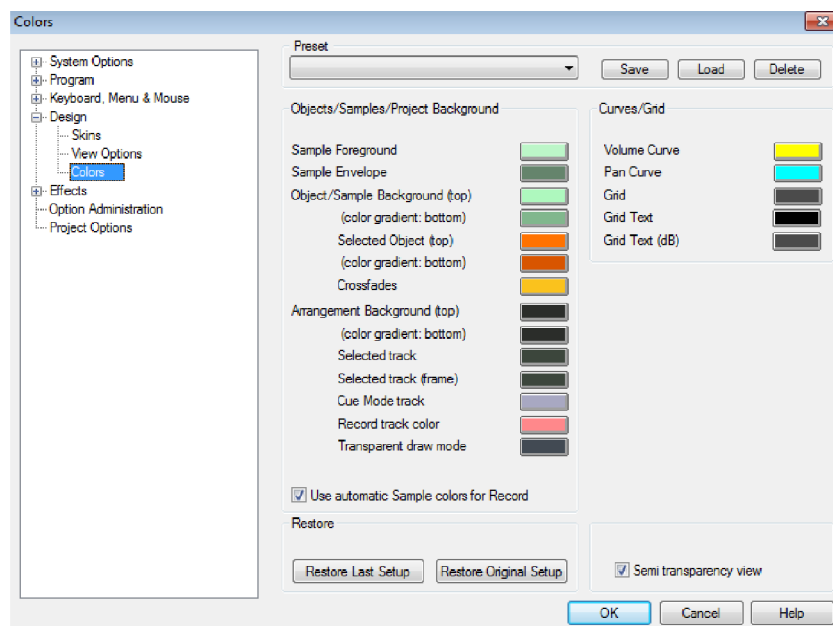 Colors
System Options
Program
Keyboard, Menu & Mouse
Design
Skins
View Options
Colors
Effects
Option Administration
Project Options
Preset
Save Load Delete
Objects/Samples/Project Background
Sample Foreground
Sample Envelope
Object/Sample Background (top)
(color gradient: bottom)
Selected Object (top)
(color gradient: bottom)
Crossfades
Arrangement Background (top)
(color gradient: bottom)
Selected track
Selected track (frame)
Cue Mode track
Record track color
Transparent draw mode
Use automatic Sample colors for Record
Curves/Grid
Volume Curve
Pan Curve
Grid
Grid Text
Grid Text (dB)
Restore
Restore Last Setup Restore Original Setup
Semi transparency view
OK Cancel Help